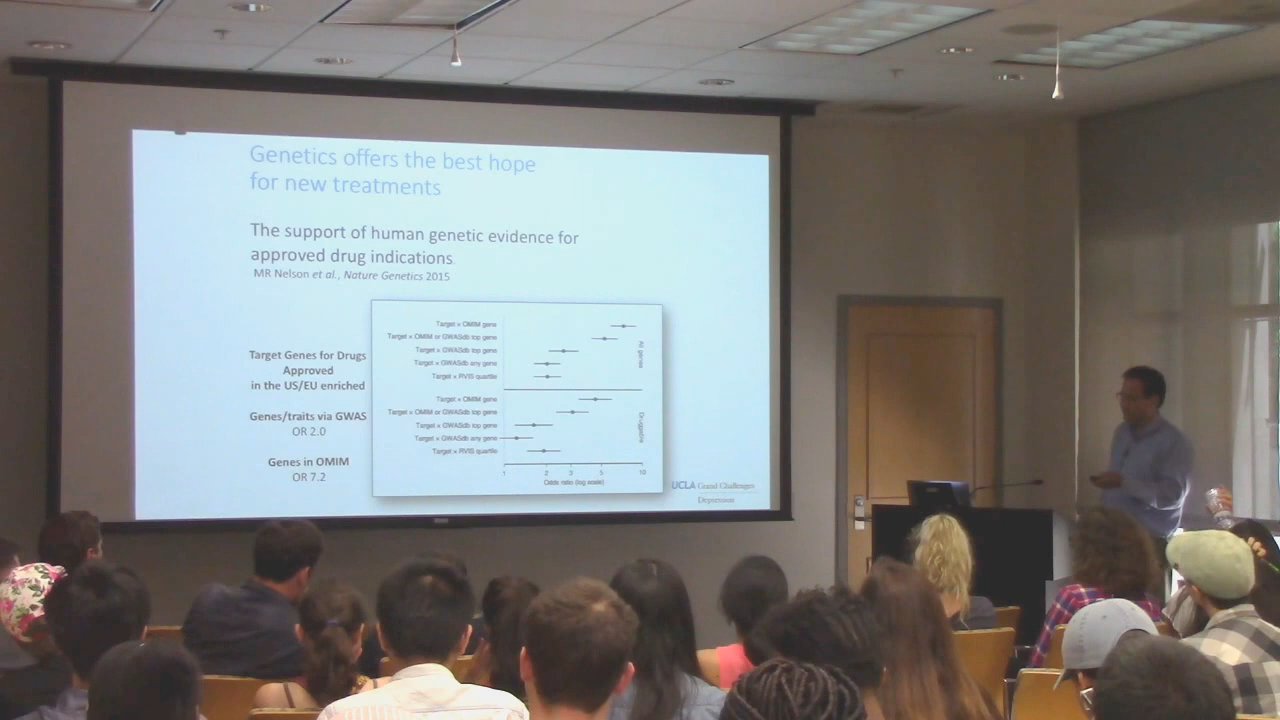 Genetics offers the best hope
for new treatments
The support of human genetic evidence for
approved drug indications.
MR Nelson et al., Nature Genetics 2015
Target Genes for Drugs
Approved
in the US/EU enriched
Genes/traits via GWAS
OR 2.0
Genes in OMIM
OR 7.2
Target × OMIM gene
Target × OMIM or GWASdb top gene
Target × GWASdb top gene
Target × GWASdb any gene
Target × RVIS quartile
All genes
Target × OMIM gene
Target × OMIM or GWASdb top gene
Target × GWASdb top gene
Target × GWASdb any gene
Target × RVIS quartile
Druggable
1 2 3 5 10
Odds ratio (log scale)
UCLA Grand Challenges
Depression